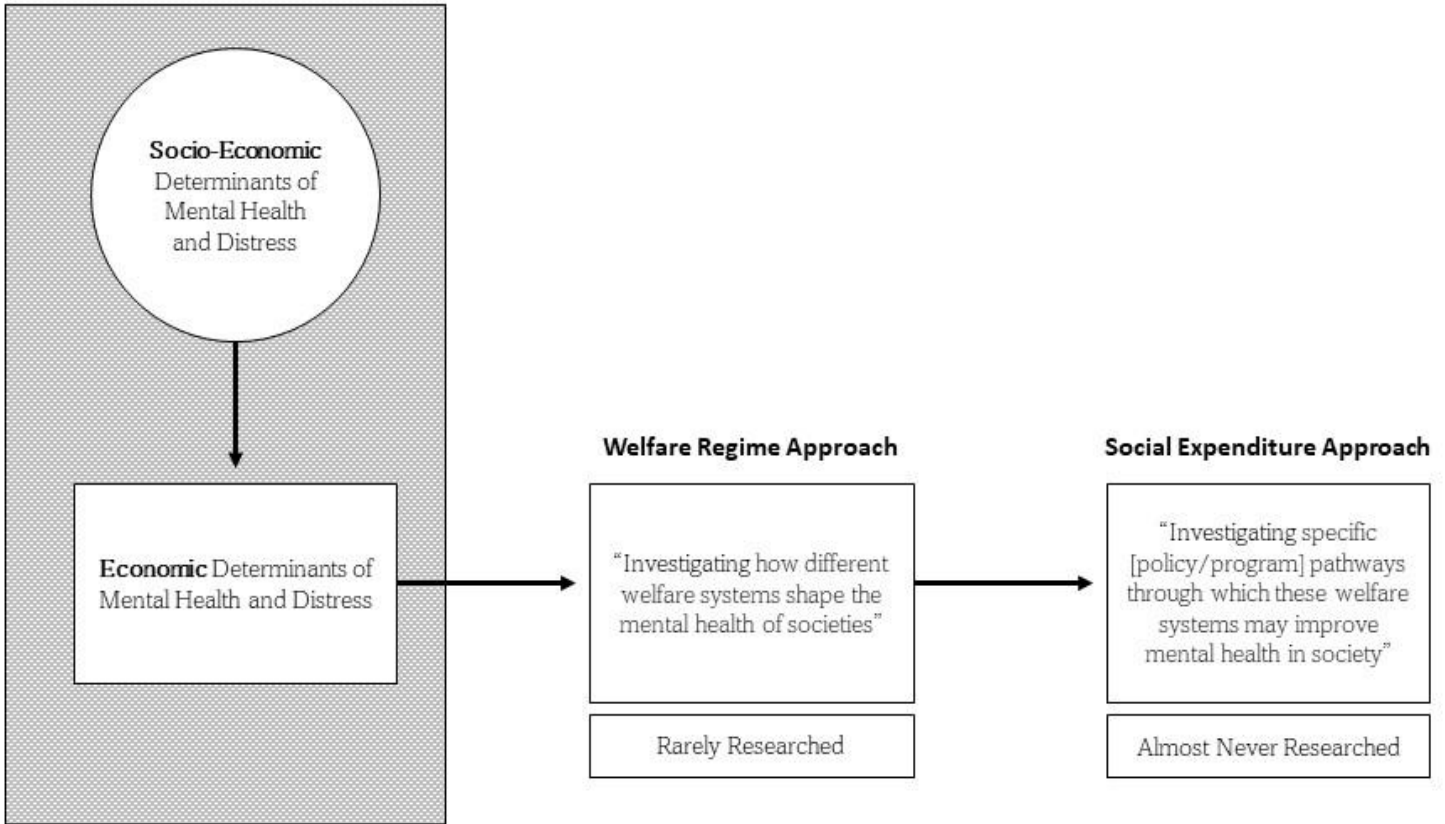 Socio-Economic
Determinants of
Mental Health
and Distress
Economic Determinants of
Mental Health and Distress
Welfare Regime Approach
“Investigating how different
welfare systems shape the
mental health of societies”
Rarely Researched
Social Expenditure Approach
“Investigating specific
[policy/program] pathways
through which these welfare
systems may improve
mental health in society”
Almost Never Researched